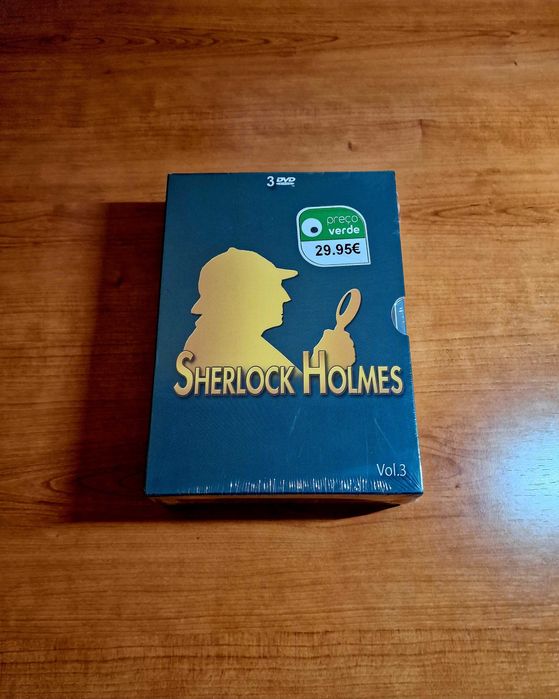 3 DVD
preço
verde
29.95€
SHERLOCK HOLMES
Vol.3